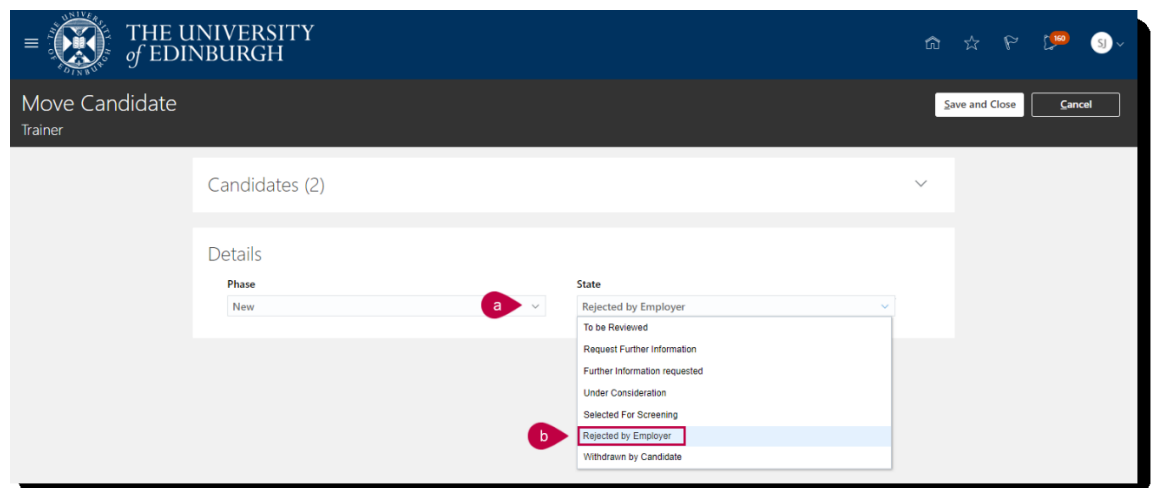 THE UNIVERSITY
of EDINBURGH
160
SJ
Move Candidate
Trainer
Save and Close
Cancel
Candidates (2)
Details
Phase
State
New
a
Rejected by Employer
To be Reviewed
Request Further Information
Further Information requested
Under Consideration
Selected For Screening
b
Rejected by Employer
Withdrawn by Candidate